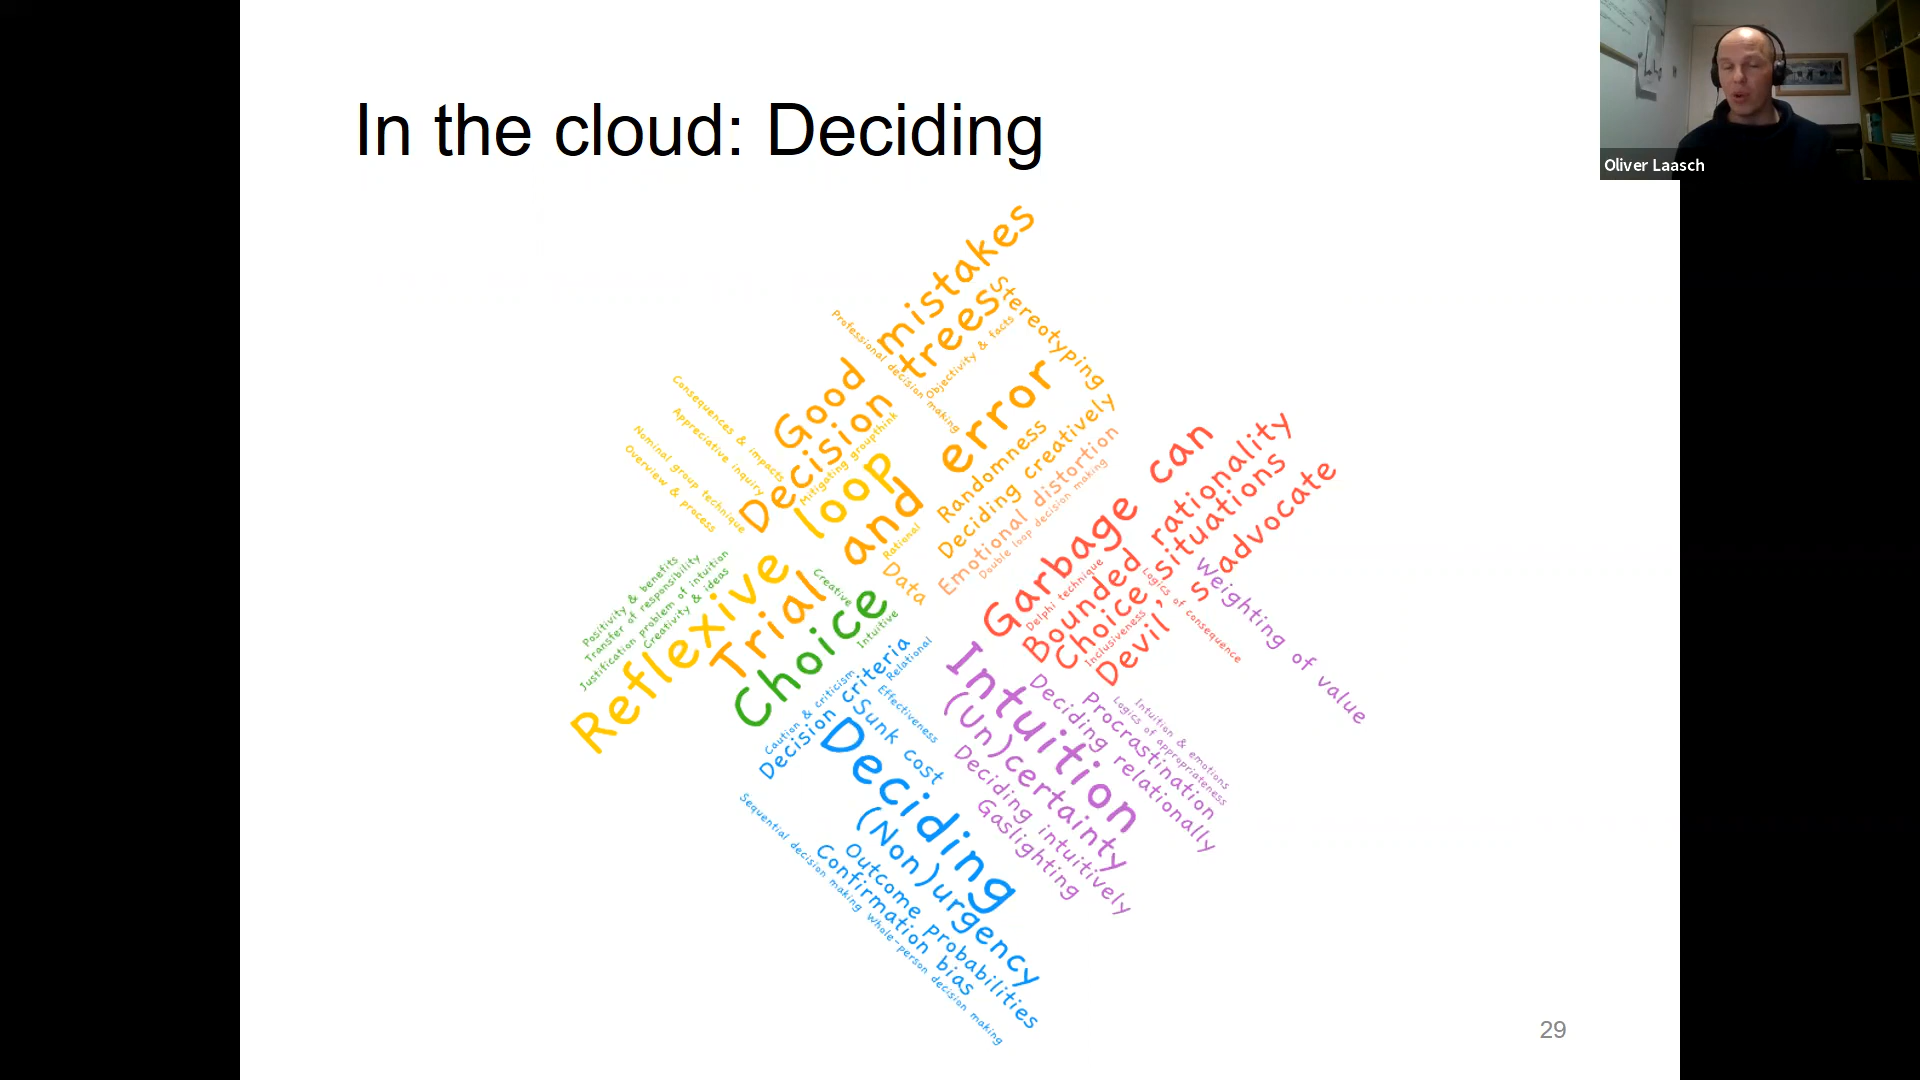 In the cloud: Deciding
Oliver Laasch
Good mistakes
Decision trees
Stereotyping
Professional decision making
Objectivity & facts
Mitigating groupthink
Consequences & impacts
Appreciative inquiry
Nominal group technique
Overview & process
Reflexive loop
Trial and error
Randomness
Deciding creatively
Emotional distortion
Double loop decision making
Rational
Data
Creative
Choice
Intuitive
Positivity & benefits
Transfer of responsibility
Justification problem of intuition
Creativity & ideas
Garbage can
Bounded rationality
Choice situations
Devil's advocate
Delphi technique
Inclusiveness
Logics of consequence
Weighting of value
Relational
Decision criteria
Caution & criticism
Effectiveness
Sunk cost
Deciding
(Non)urgency
Outcome probabilities
Confirmation bias
Sequential decision making
Whole-person decision making
Intuition
(Un)certainty
Deciding relationally
Procrastination
Logics of appropriateness
Intuition & emotions
Deciding intuitively
Gaslighting
29